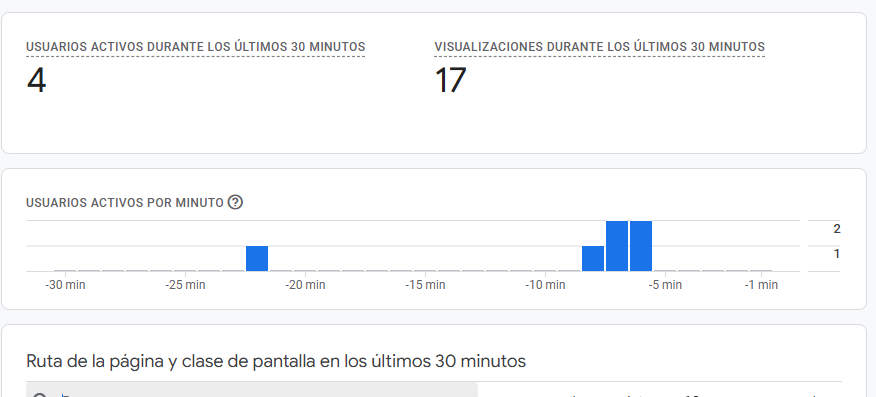 USUARIOS ACTIVOS DURANTE LOS ÚLTIMOS 30 MINUTOS
4
VISUALIZACIONES DURANTE LOS ÚLTIMOS 30 MINUTOS
17
USUARIOS ACTIVOS POR MINUTO
2
1
-30 min -25 min -20 min -15 min -10 min -5 min -1 min
Ruta de la página y clase de pantalla en los últimos 30 minutos